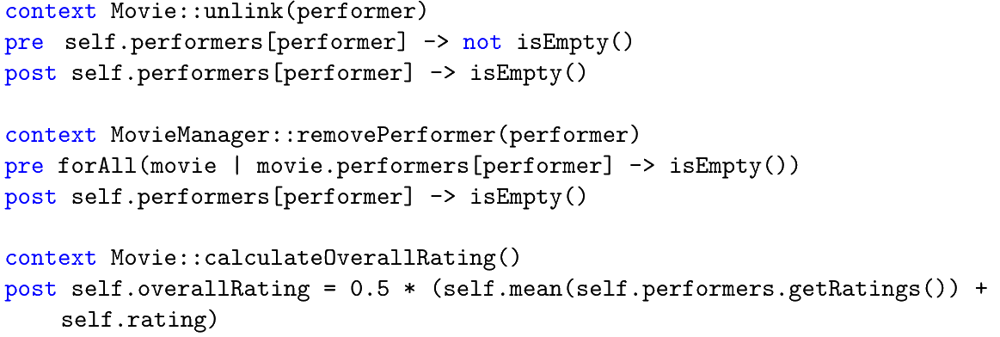 context Movie::unlink(performer)
pre self.performers[performer] -> not isEmpty()
post self.performers[performer] -> isEmpty()
context MovieManager::removePerformer(performer)
pre forAll(movie | movie.performers[performer] -> isEmpty())
post self.performers[performer] -> isEmpty()
context Movie::calculateOverallRating()
post self.overallRating = 0.5 * (self.mean(self.performers.getRatings()) +
self.rating)